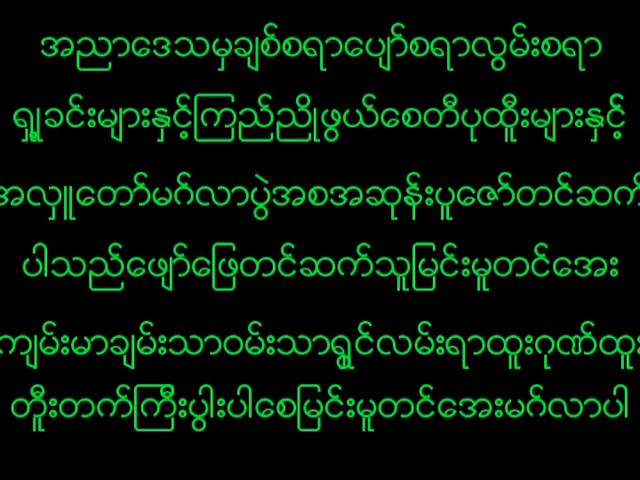 အညာဒေသမှချစ်စရာပျော်စရာလွမ်းစရာ
ရှုခင်းများနှင့်ကြည်ညိုဖွယ်စေတီပုထိုးများနှင့်
အလှူတော်မဂ်လာပွဲအစအဆုန်းပူဇော်တင်ဆက်
ပါသည်ဖျော်ဖြေတင်ဆက်သူမြင်းမူတင်အေး
ကျမ်းမာချမ်းသာဝမ်းသာရွှင်လမ်းရာထူးဂုဏ်ထူး
တိုးတက်ကြီးပွါးပါစေမြင်းမူတင်အေးမဂ်လာပါ